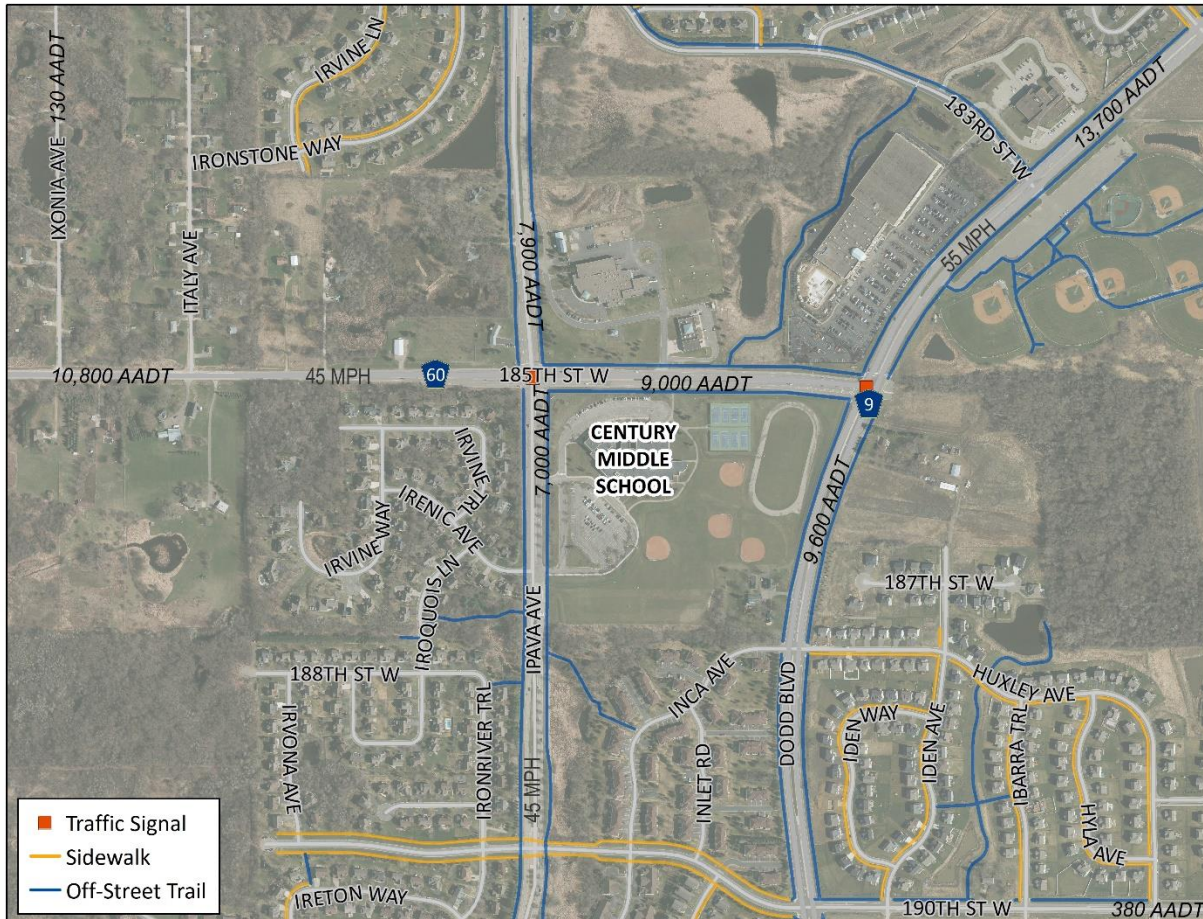 IXONIA AVE
130 AADT
ITALY AVE
IRVINE LN
IRONSTONE WAY
7,900 AADT
183RD ST W
13,700 AADT
55 MPH
10,800 AADT
45 MPH
60
185TH ST W
9,000 AADT
9
7,000 AADT
CENTURY
MIDDLE
SCHOOL
IRVINE TRL
IRENIC AVE
IRVINE WAY
IROQUOIS LN
9,600 AADT
187TH ST W
IPAVA AVE
188TH ST W
IRVONIA AVE
IRONRIVER TRL
45 MPH
INCA AVE
INLET RD
DODD BLVD
IDEN WAY
IDEN AVE
HUXLEY AVE
IBARRA TRL
HYLA AVE
IRETON WAY
190TH ST W
380 AADT
Traffic Signal
Sidewalk
Off-Street Trail